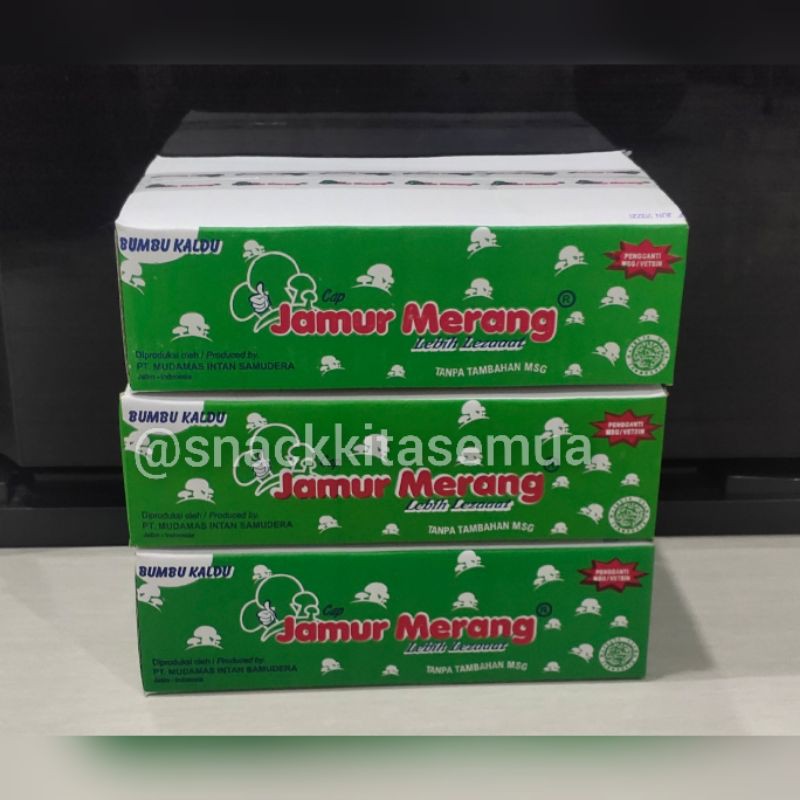 BUMBU KALDU
PENGGANTI
MSG / VETSIN
Cap
Jamur Merang ®
Lebih Lezaaat
Diproduksi oleh / Produced by.
PT. MUDAMAS INTAN SAMUDERA
Jatim - Indonesia
TANPA TAMBAHAN MSG
BUMBU KALDU
PENGGANTI
MSG / VETSIN
@snackkitasemua
Cap
Jamur Merang
Lebih Lezaaat
Diproduksi oleh / Produced by.
PT. MUDAMAS INTAN SAMUDERA
Jatim - Indonesia
TANPA TAMBAHAN MSG
BUMBU KALDU
PENGGANTI
MSG / VETSIN
Cap
Jamur Merang ®
Lebih Lezaaat
Diproduksi oleh / Produced by.
PT. MUDAMAS INTAN SAMUDERA
Jatim - Indonesia
TANPA TAMBAHAN MSG